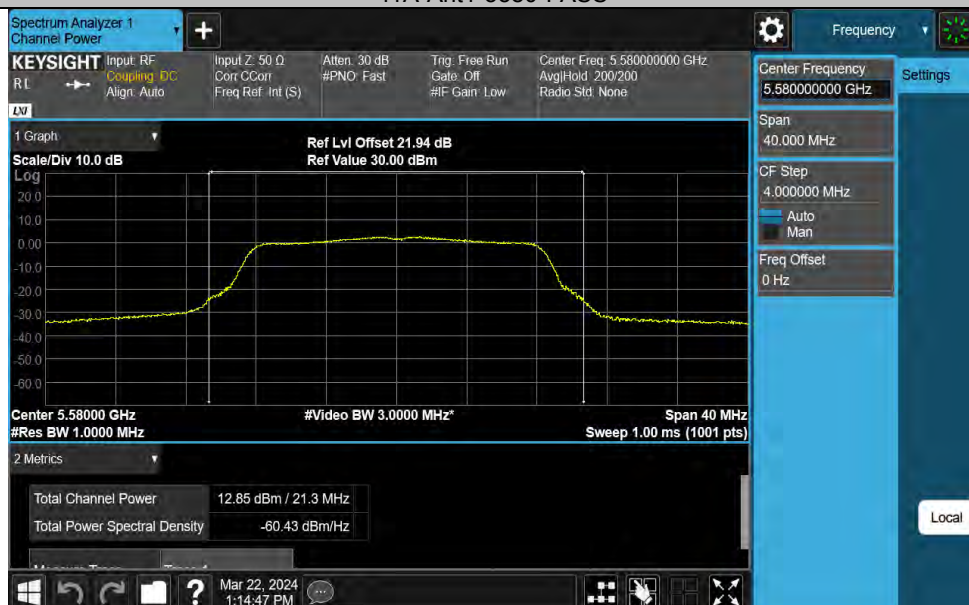 Spectrum Analyzer 1
Channel Power
Frequency
KEYSIGHT
RL
LXI
Input: RF
Coupling: DC
Align: Auto
Input Z: 50 Ω
Corr CCorr
Freq Ref: Int (S)
Atten: 30 dB
#PNO: Fast
Trig: Free Run
Gate: Off
#IF Gain: Low
Center Freq: 5.580000000 GHz
Avg|Hold: 200/200
Radio Std: None
Center Frequency
5.580000000 GHz
Settings
Span
40.000 MHz
CF Step
4.000000 MHz
Auto
Man
Freq Offset
0 Hz
Local
1 Graph
Scale/Div 10.0 dB
Ref Lvl Offset 21.94 dB
Ref Value 30.00 dBm
Log
20.0
10.0
0.00
-10.0
-20.0
-30.0
-40.0
-50.0
-60.0
Center 5.58000 GHz
#Video BW 3.0000 MHz*
Span 40 MHz
#Res BW 1.0000 MHz
Sweep 1.00 ms (1001 pts)
2 Metrics
Total Channel Power 12.85 dBm / 21.3 MHz
Total Power Spectral Density -60.43 dBm/Hz
?
Mar 22, 2024
1:14:47 PM